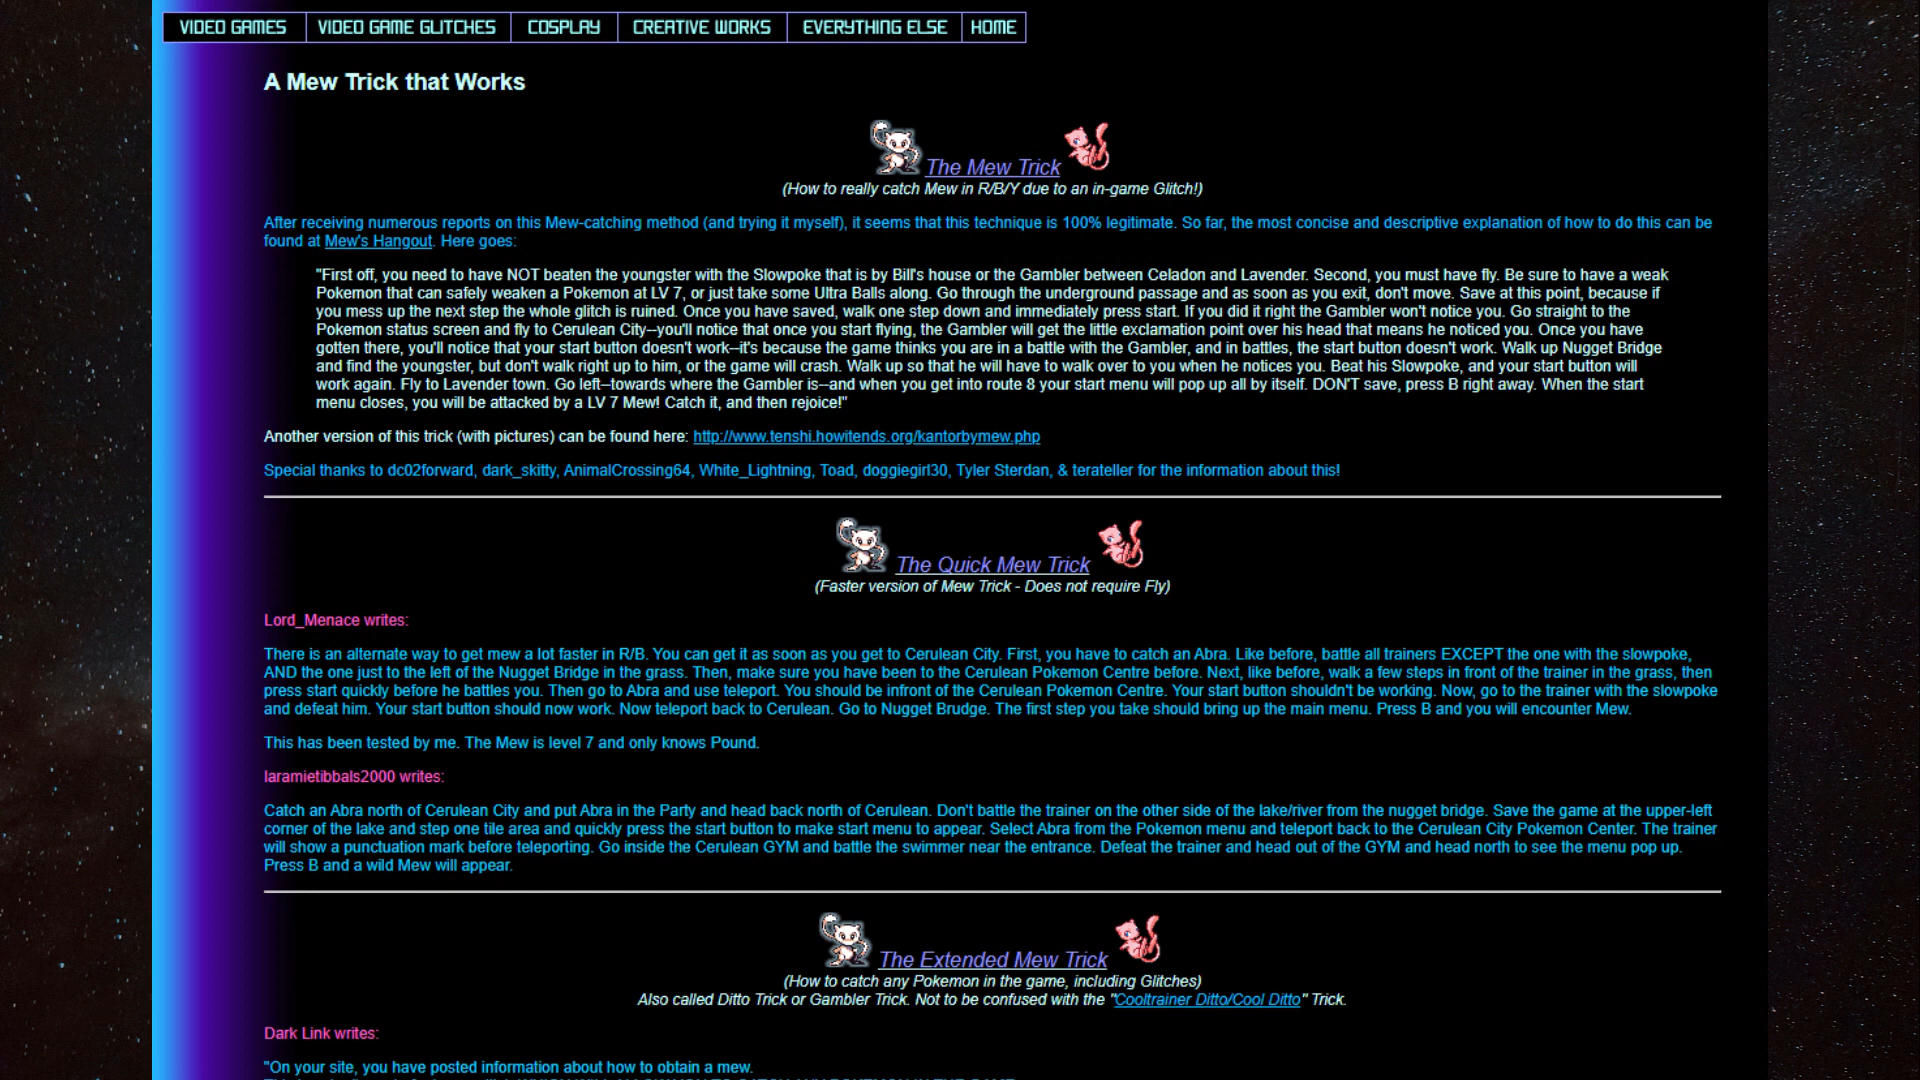 VIDEO GAMES VIDEO GAME GLITCHES COSPLAY CREATIVE WORKS EVERYTHING ELSE HOME
A Mew Trick that Works
The Mew Trick
(How to really catch Mew in R/B/Y due to an in-game Glitch!)
After receiving numerous reports on this Mew-catching method (and trying it myself), it seems that this technique is 100% legitimate. So far, the most concise and descriptive explanation of how to do this can be
found at Mew's Hangout. Here goes:
"First off, you need to have NOT beaten the youngster with the Slowpoke that is by Bill's house or the Gambler between Celadon and Lavender. Second, you must have fly. Be sure to have a weak
Pokemon that can safely weaken a Pokemon at LV 7, or just take some Ultra Balls along. Go through the underground passage and as soon as you exit, don't move. Save at this point, because if
you mess up the next step the whole glitch is ruined. Once you have saved, walk one step down and immediately press start. If you did it right the Gambler won't notice you. Go straight to the
Pokemon status screen and fly to Cerulean City--you'll notice that once you start flying, the Gambler will get the little exclamation point over his head that means he noticed you. Once you have
gotten there, you'll notice that your start button doesn't work--it's because the game thinks you are in a battle with the Gambler, and in battles, the start button doesn't work. Walk up Nugget Bridge
and find the youngster, but don't walk right up to him, or the game will crash. Walk up so that he will have to walk over to you when he notices you. Beat his Slowpoke, and your start button will
work again. Fly to Lavender town. Go left--towards where the Gambler is--and when you get into route 8 your start menu will pop up all by itself. DON'T save, press B right away. When the start
menu closes, you will be attacked by a LV 7 Mew! Catch it, and then rejoice!"
Another version of this trick (with pictures) can be found here: http://www.tenshi.howitends.org/kantorbymew.php
Special thanks to dc02forward, dark_skitty, AnimalCrossing64, White_Lightning, Toad, doggiegirl30, Tyler Sterdan, & terateller for the information about this!
The Quick Mew Trick
(Faster version of Mew Trick - Does not require Fly)
Lord_Menace writes:
There is an alternate way to get mew a lot faster in R/B. You can get it as soon as you get to Cerulean City. First, you have to catch an Abra. Like before, battle all trainers EXCEPT the one with the slowpoke,
AND the one just to the left of the Nugget Bridge in the grass. Then, make sure you have been to the Cerulean Pokemon Centre before. Next, like before, walk a few steps in front of the trainer in the grass, then
press start quickly before he battles you. Then go to Abra and use teleport. You should be infront of the Cerulean Pokemon Centre. Your start button shouldn't be working. Now, go to the trainer with the slowpoke
and defeat him. Your start button should now work. Now teleport back to Cerulean. Go to Nugget Brudge. The first step you take should bring up the main menu. Press B and you will encounter Mew.
This has been tested by me. The Mew is level 7 and only knows Pound.
laramietibbals2000 writes:
Catch an Abra north of Cerulean City and put Abra in the Party and head back north of Cerulean. Don't battle the trainer on the other side of the lake/river from the nugget bridge. Save the game at the upper-left
corner of the lake and step one tile area and quickly press the start button to make start menu to appear. Select Abra from the Pokemon menu and teleport back to the Cerulean City Pokemon Center. The trainer
will show a punctuation mark before teleporting. Go inside the Cerulean GYM and battle the swimmer near the entrance. Defeat the trainer and head out of the GYM and head north to see the menu pop up.
Press B and a wild Mew will appear.
The Extended Mew Trick
(How to catch any Pokemon in the game, including Glitches)
Also called Ditto Trick or Gambler Trick. Not to be confused with the "Cooltrainer Ditto/Cool Ditto" Trick.
Dark Link writes:
"On your site, you have posted information about how to obtain a mew.